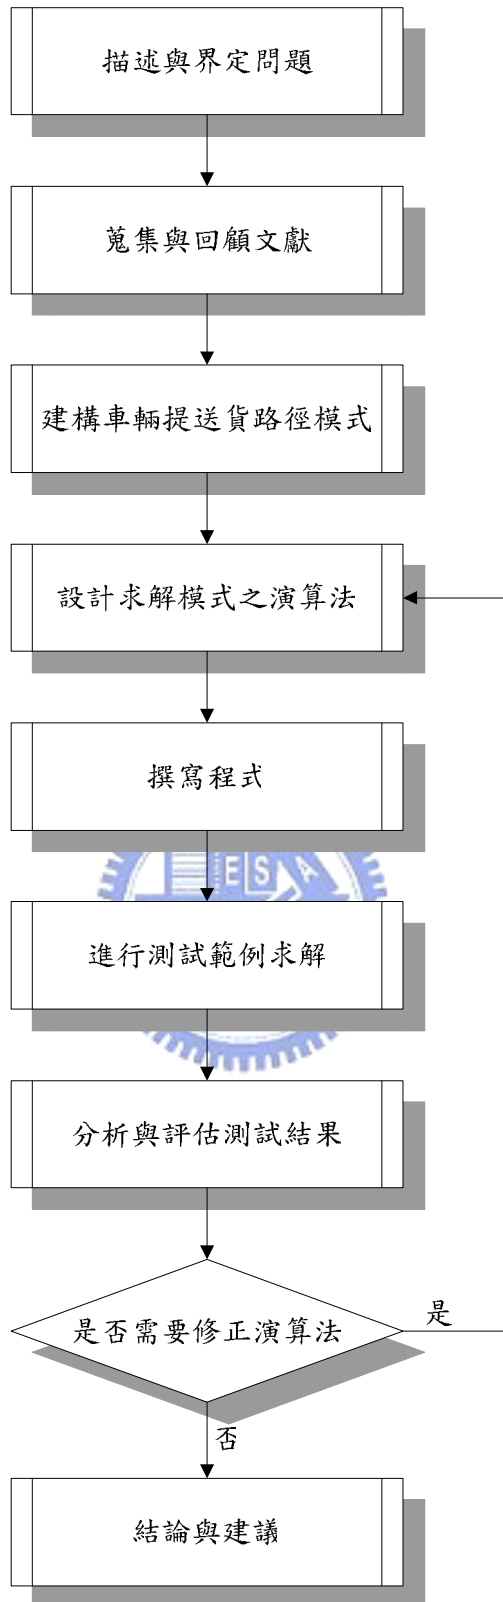 描述與界定問題
蒐集與回顧文獻
建構車輛提送貨路徑模式
設計求解模式之演算法
撰寫程式
ESA
進行測試範例求解
分析與評估測試結果
是否需要修正演算法
是
否
結論與建議